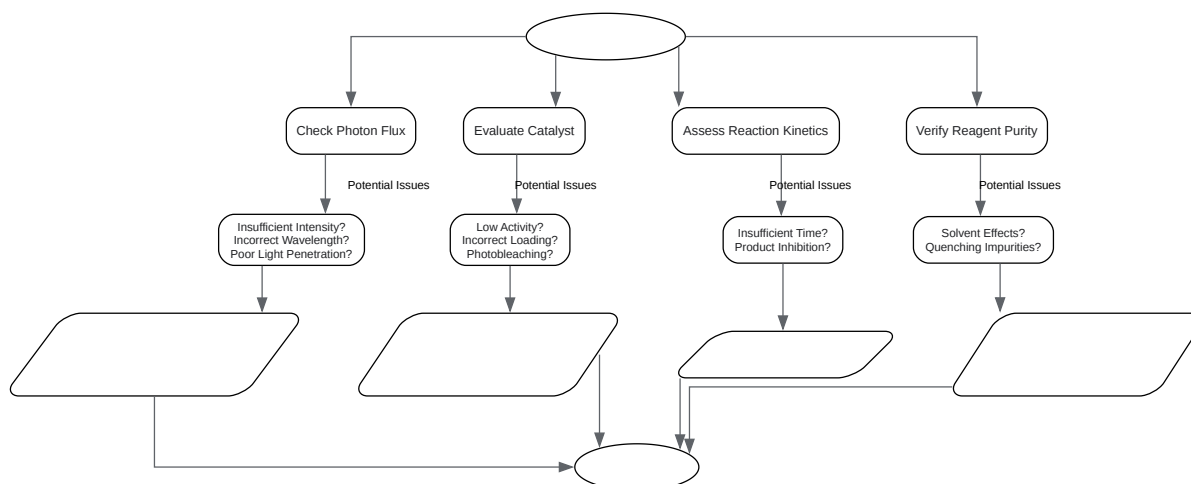 Check Photon Flux
Evaluate Catalyst
Assess Reaction Kinetics
Verify Reagent Purity
Potential Issues
Potential Issues
Potential Issues
Potential Issues
Insufficient Intensity?
Incorrect Wavelength?
Poor Light Penetration?
Low Activity?
Incorrect Loading?
Photobleaching?
Insufficient Time?
Product Inhibition?
Solvent Effects?
Quenching Impurities?